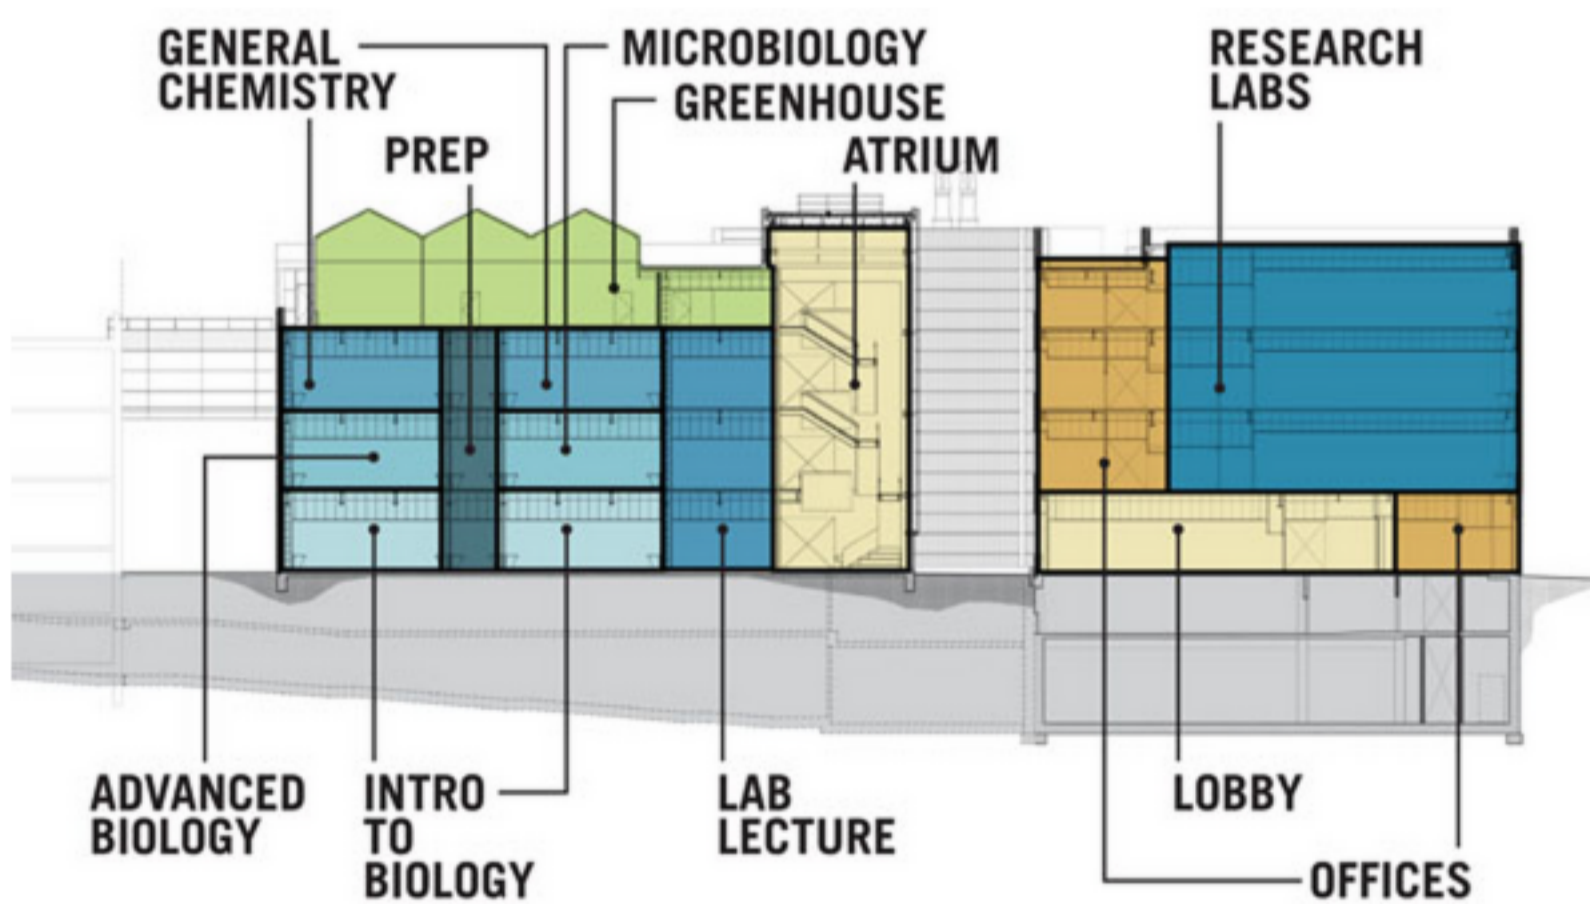 GENERAL
CHEMISTRY
MICROBIOLOGY
GREENHOUSE
PREP
ATRIUM
RESEARCH
LABS
ADVANCED
BIOLOGY
INTRO
TO
BIOLOGY
LAB
LECTURE
LOBBY
OFFICES